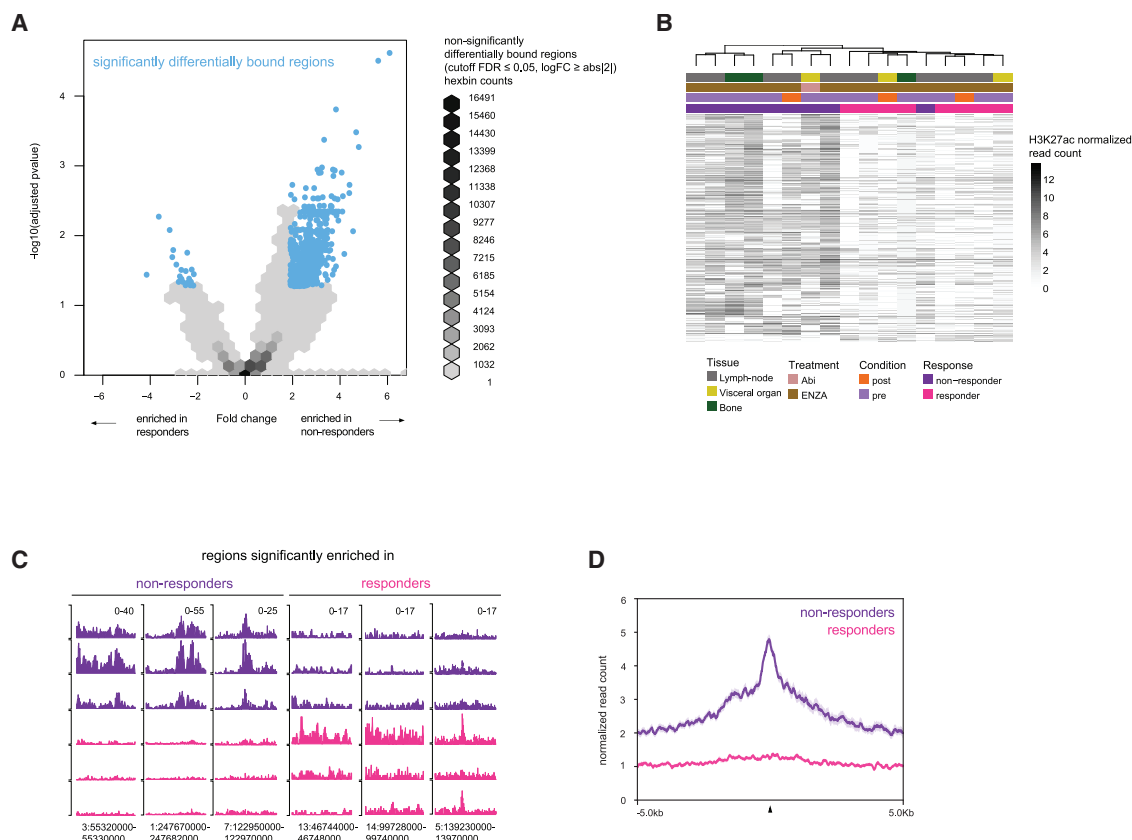 A
significantly differentially bound regions
-log10(adjusted pvalue)
4
3
2
1
0
−6
−4
−2
0
2
4
6
enriched in
responders
Fold change
enriched in
non-responders
non-significantly
differentially bound regions
(cutoff FDR ≤ 0.05, logFC ≥ abs|2|)
hexbin counts
16491
15460
14430
13399
12368
11338
10307
9277
8246
7215
6185
5154
4124
3093
2062
1032
1
B
H3K27ac normalized
read count
12
10
8
6
4
2
0
Tissue
Lymph-node
Visceral organ
Bone
Treatment
Abi
ENZA
Condition
post
pre
Response
non-responder
responder
C
regions significantly enriched in
non-responders
responders
0-40
0-55
0-25
0-17
0-17
0-17
3:55320000-
55330000
1:247670000-
247682000
7:122950000-
122970000
13:46744000-
46748000
14:99728000-
99740000
5:139230000-
13970000
D
non-responders
responders
normalized read count
6
5
4
3
2
1
0
-5.0kb
5.0Kb